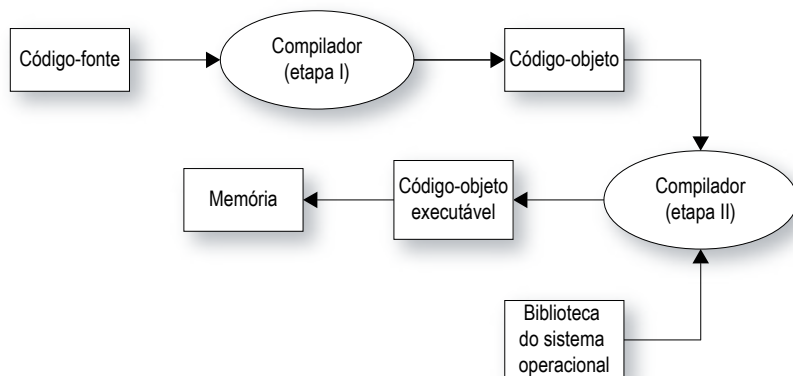 Código-fonte
Compilador
(etapa I)
Código-objeto
Memória
Código-objeto
executável
Compilador
(etapa II)
Biblioteca
do sistema
operacional